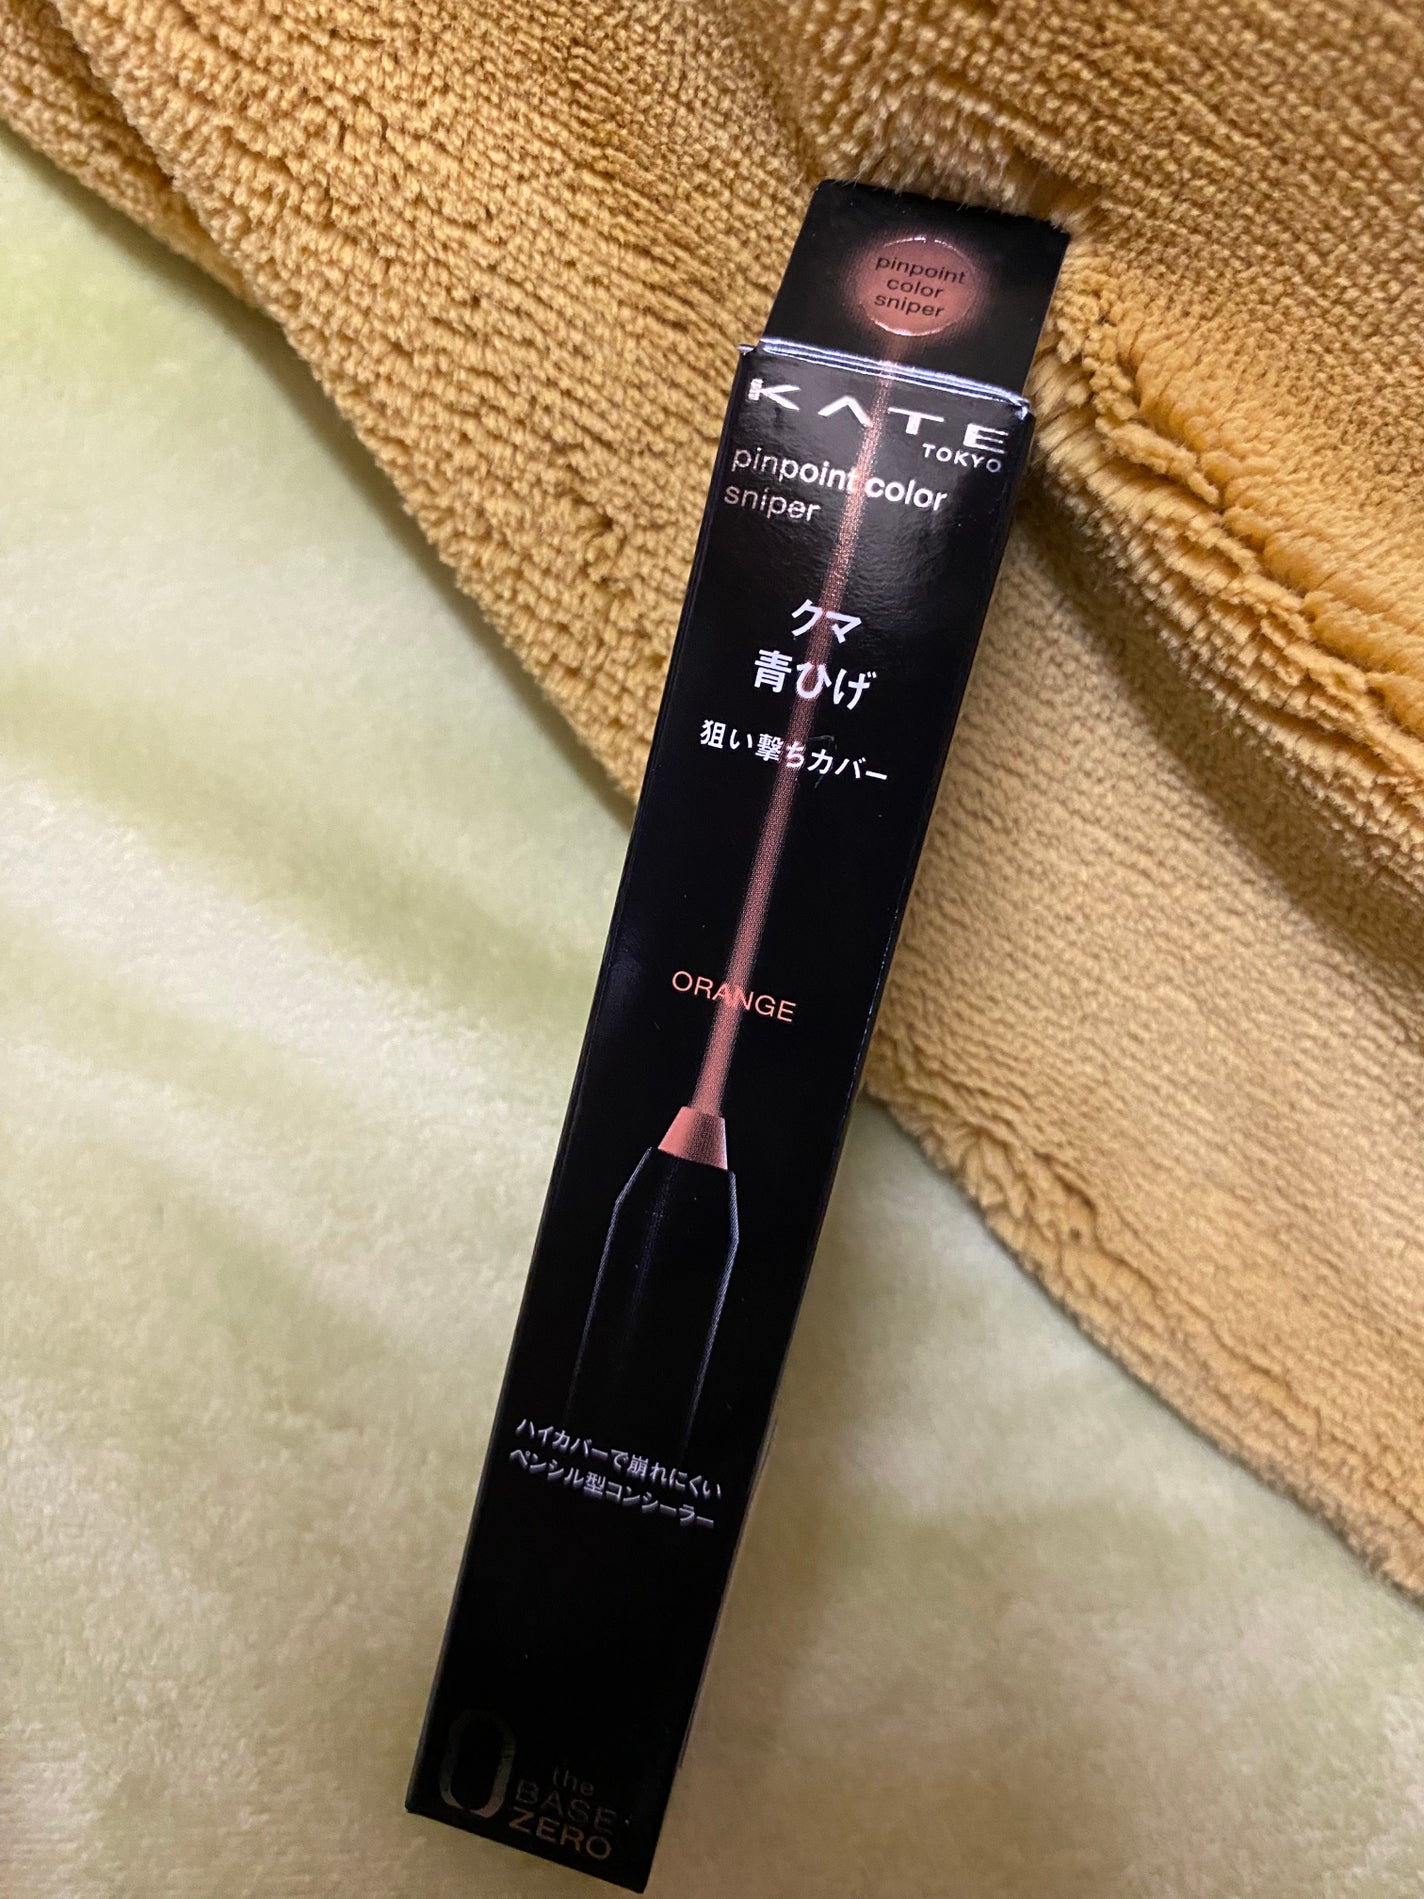 pinpoint
color
sniper
KATE
TOKYO
pinpoint color
sniper
クマ
青ひげ
狙い撃ちカバー
ORANGE
ハイカバーで崩れにくい
ペンシル型コンシーラー
0
the
BASE
ZERO